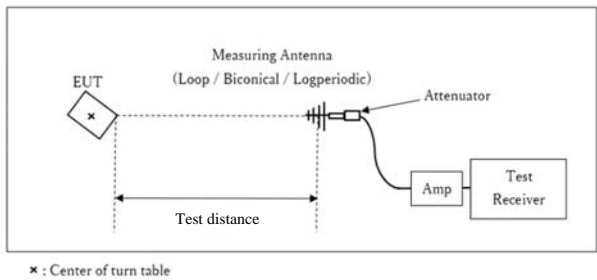 Measuring Antenna
(Loop / Biconical / Logperiodic)
EUT
Attenuator
Amp
Test
Receiver
Test distance
× : Center of turn table